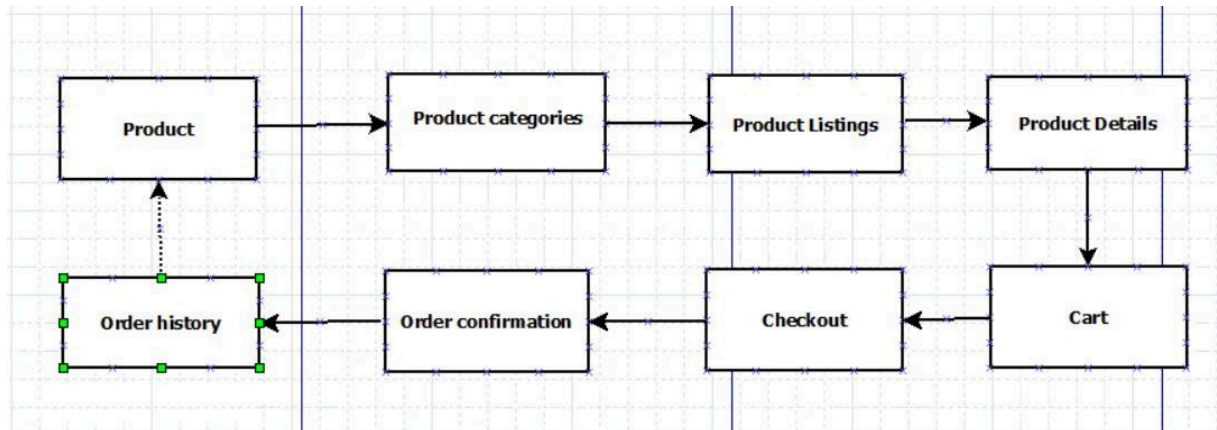 Product
Product categories
Product Listings
Product Details
Order history
Order confirmation
Checkout
Cart